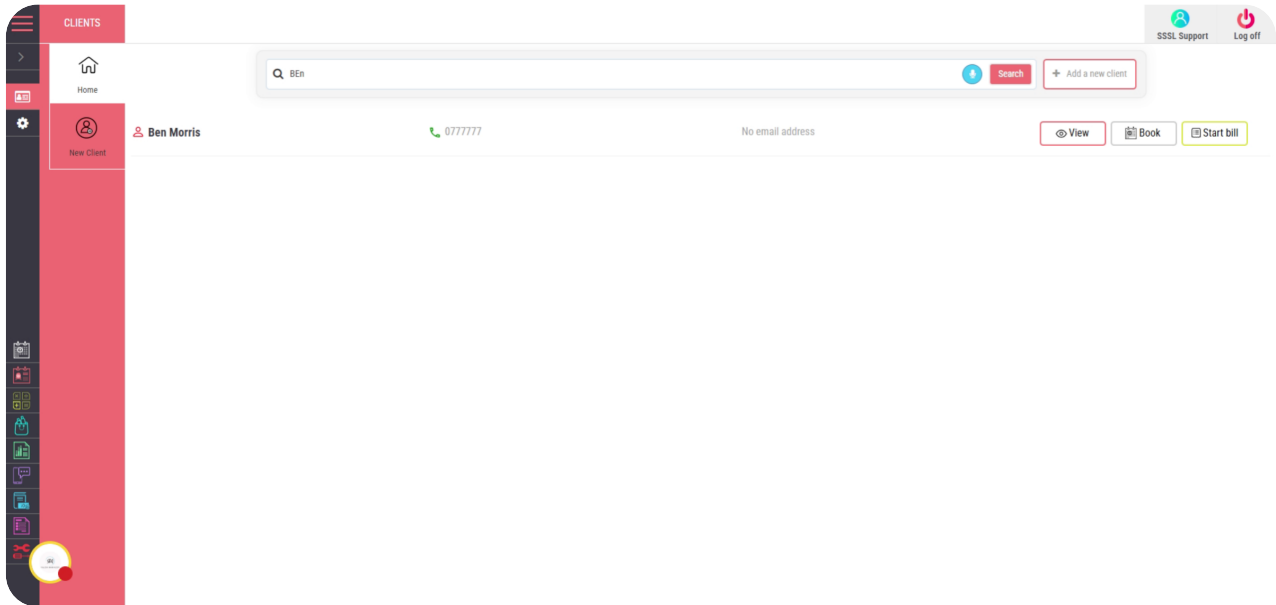 CLIENTS
SSSL Support
Log off
Home
BEn
Search
+ Add a new client
New Client
Ben Morris
0777777
No email address
View
Book
Start bill